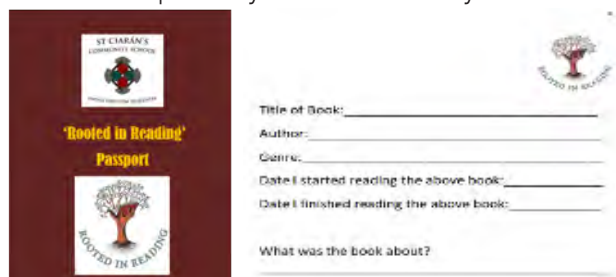 ST CIARÁN'S
COMMUNITY SCHOOL
'Rooted in Reading'
Passport
ROOTED IN READING
ROOTED IN READING
Title of Book:
Author:
Genre:
Date I started reading the above book:
Date I finished reading the above book:
What was the book about?